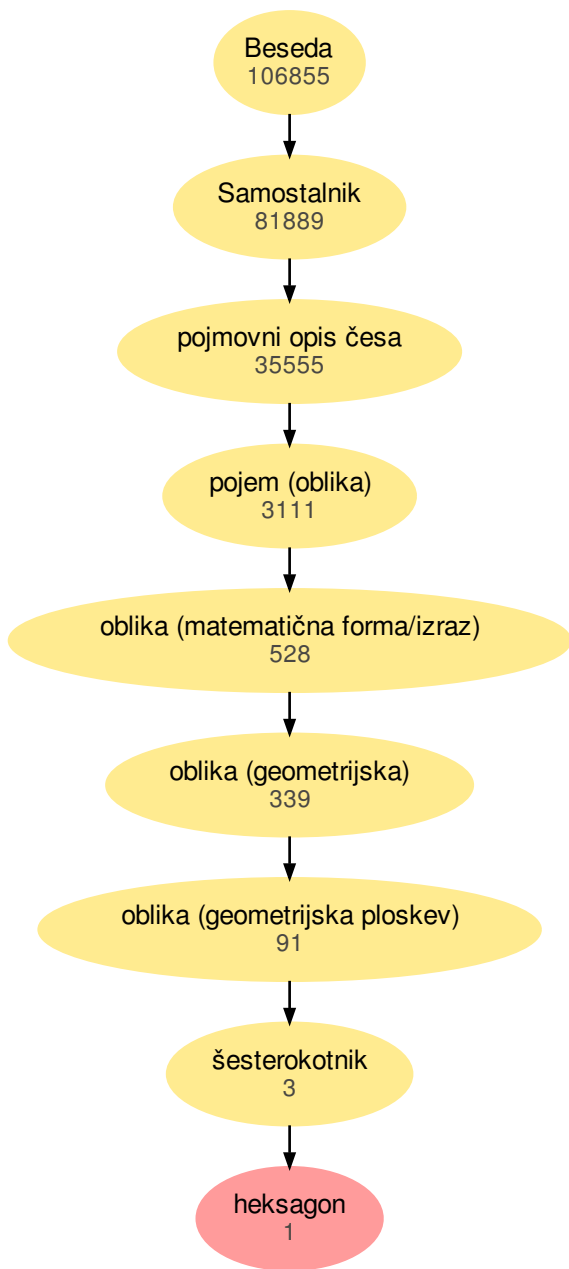 Beseda
106855
Samostalnik
81889
pojmovni opis česa
35555
pojem (oblika)
3111
oblika (matematična forma/izraz)
528
oblika (geometrijska)
339
oblika (geometrijska ploskev)
91
šesterokotnik
3
heksagon
1